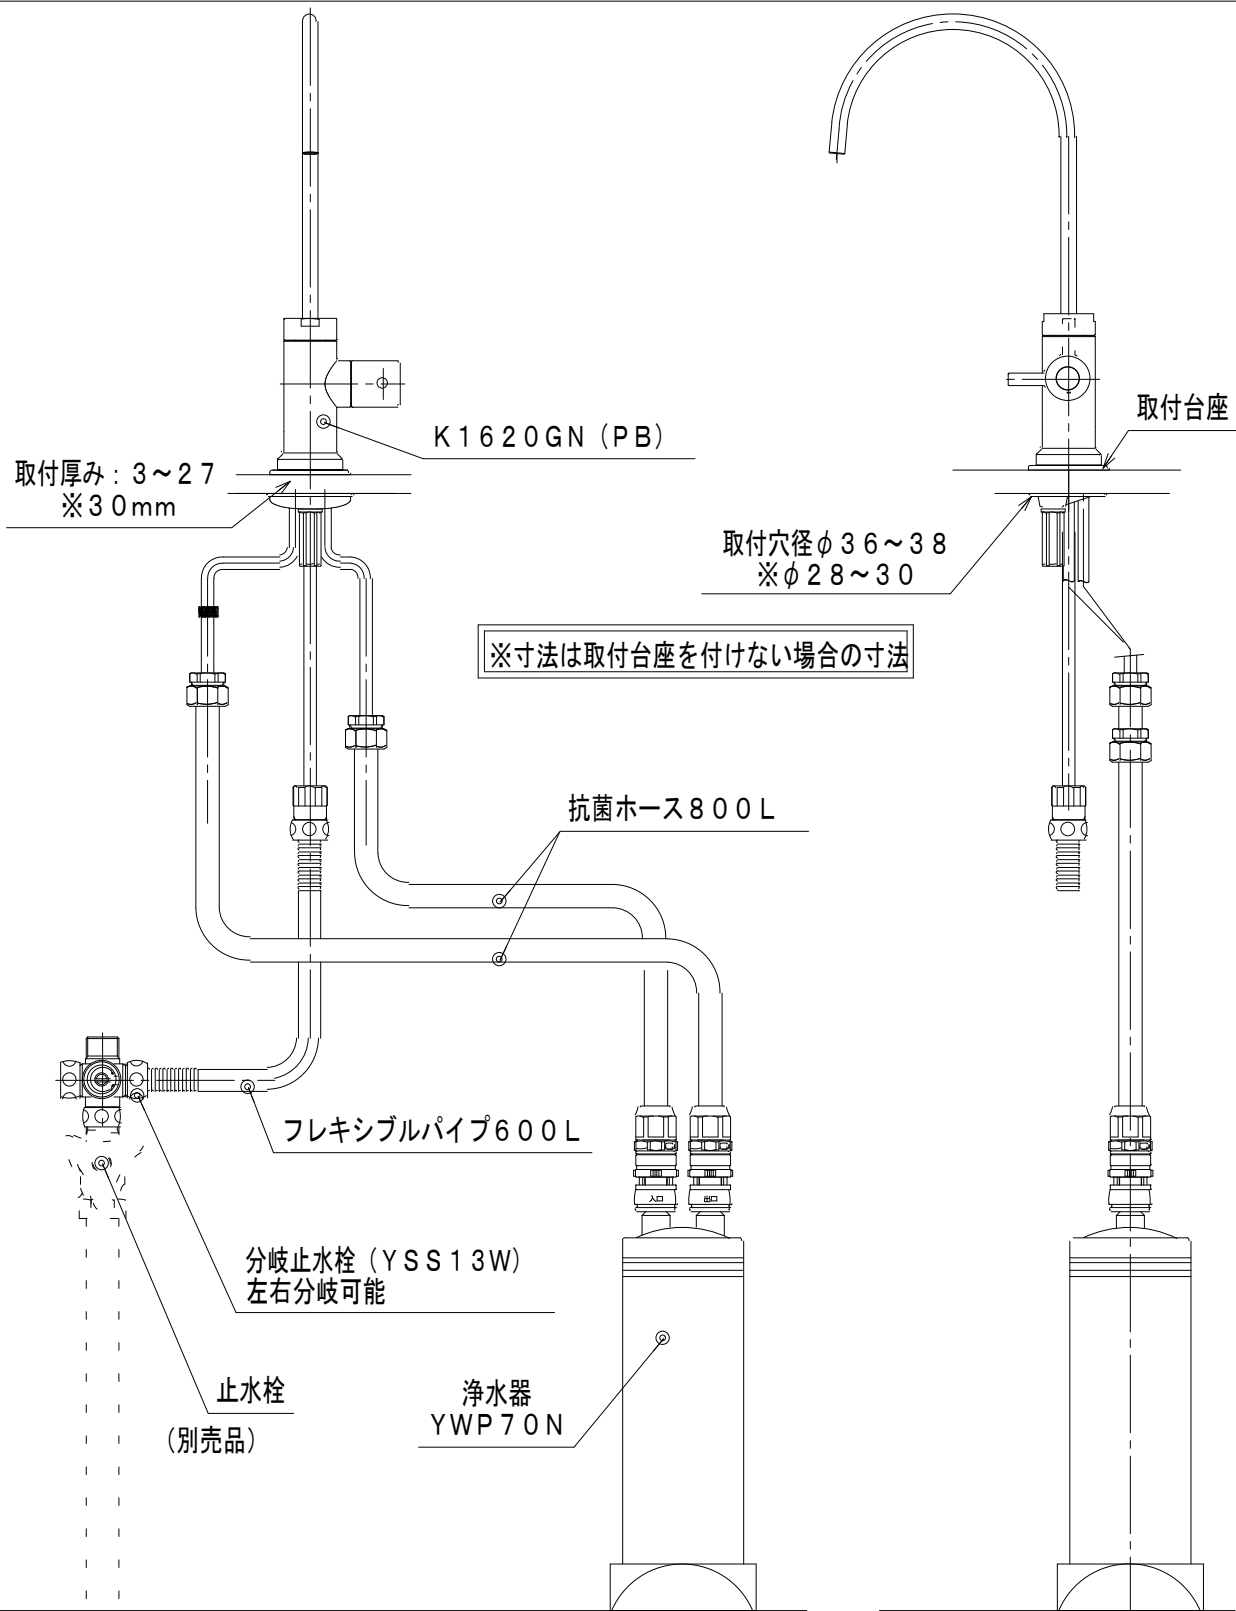 K1620GN（PB）
取付台座
取付厚み：3〜27
※30mm
取付穴径φ36〜38
※φ28〜30
※寸法は取付台座を付けない場合の寸法
抗菌ホース800L
フレキシブルパイプ600L
入口
出口
分岐止水栓（YSS13W）
左右分岐可能
止水栓
（別売品）
浄水器
YWP70N